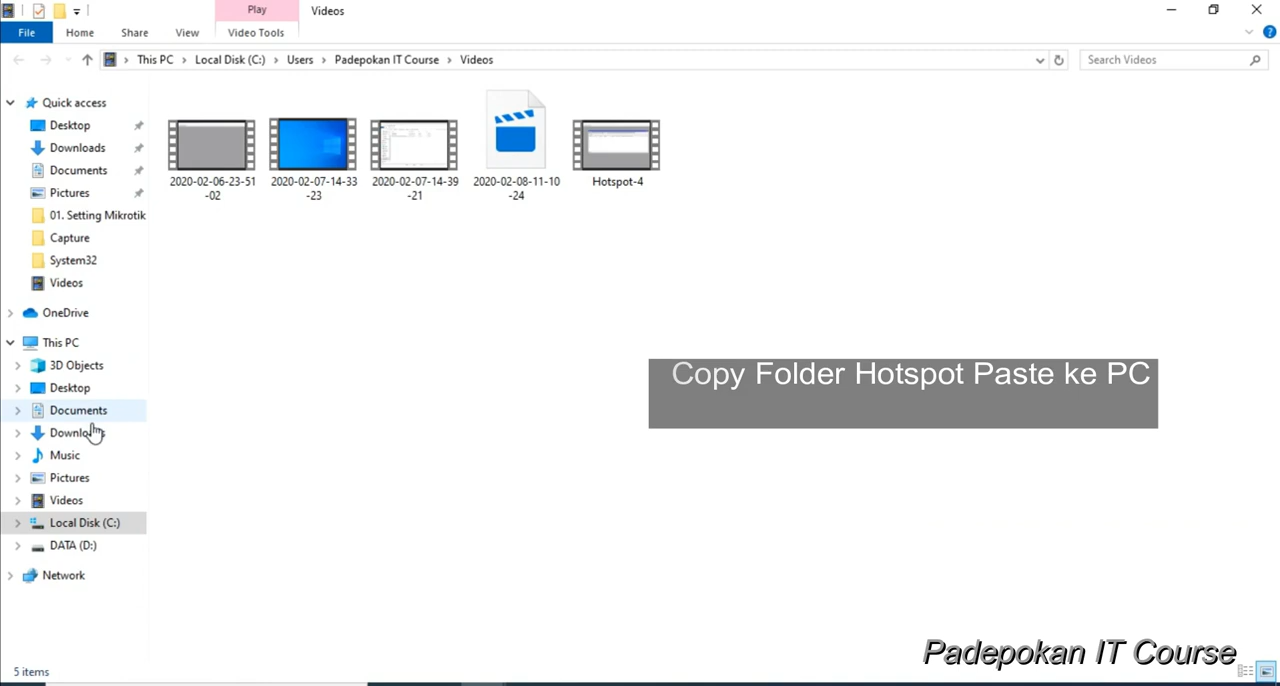 Play
Videos
File
Home
Share
View
Video Tools
This PC
Local Disk (C:)
Users
Padepokan IT Course
Videos
Search Videos
Quick access
Desktop
Downloads
Documents
Pictures
01. Setting Mikrotik
Capture
System32
Videos
OneDrive
This PC
3D Objects
Desktop
Documents
Downloads
Music
Pictures
Videos
Local Disk (C:)
DATA (D:)
Network
2020-02-06-23-51
-02
2020-02-07-14-33
-23
2020-02-07-14-39
-21
2020-02-08-11-10
-24
Hotspot-4
Copy Folder Hotspot Paste ke PC
Padepokan IT Course
5 items